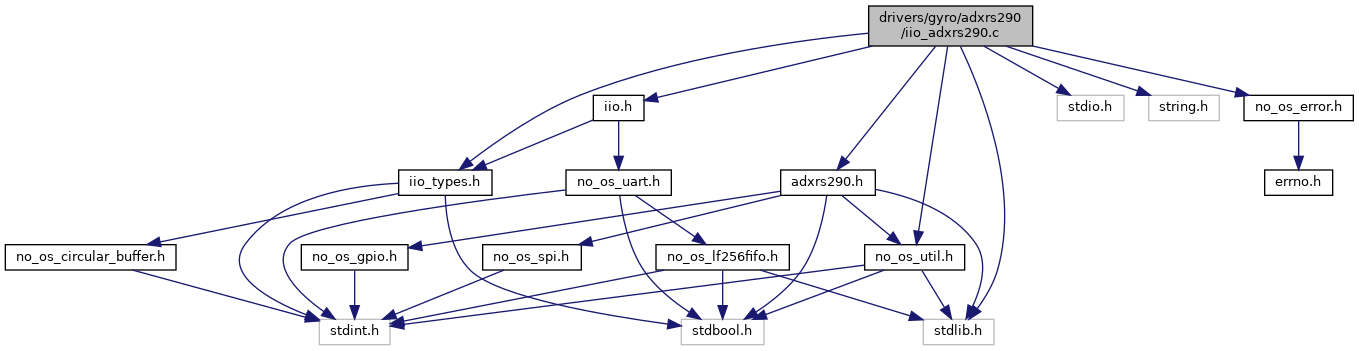 drivers/gyro/adxrs290
/iio_adxrs290.c
iio.h
stdio.h
string.h
no_os_error.h
iio_types.h
no_os_uart.h
adxrs290.h
errno.h
no_os_circular_buffer.h
no_os_gpio.h
no_os_spi.h
no_os_lf256fifo.h
no_os_util.h
stdint.h
stdbool.h
stdlib.h